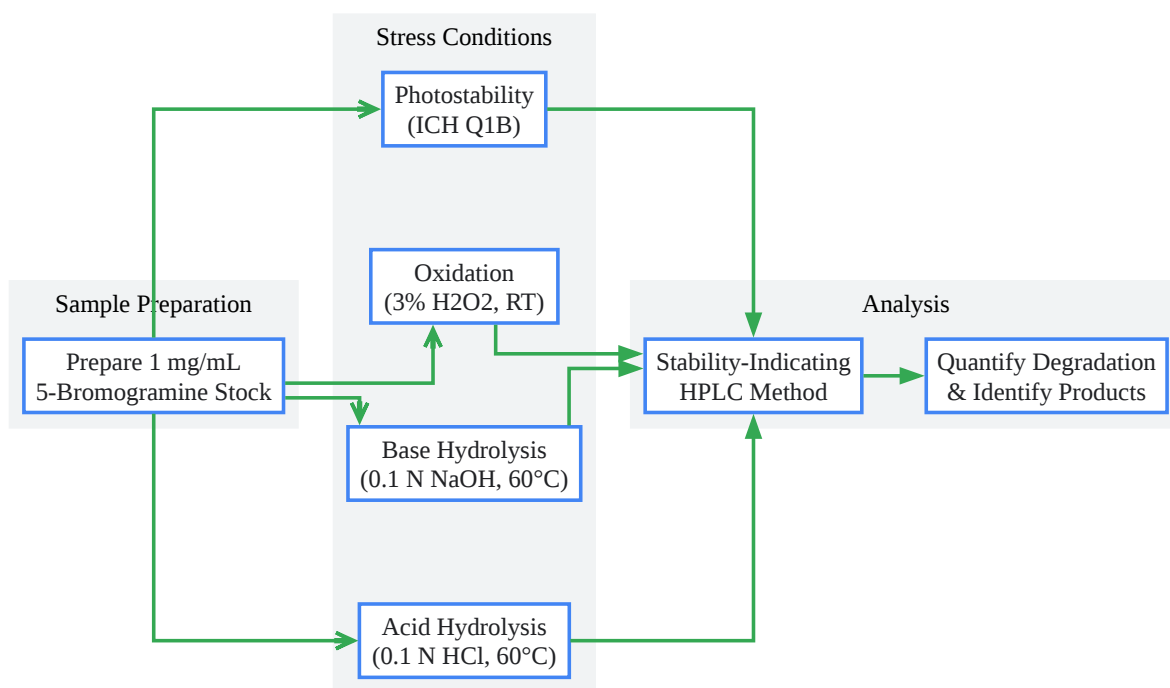 Stress Conditions
Photostability
(ICH Q1B)
Oxidation
(3% H2O2, RT)
Sample Preparation
Prepare 1 mg/mL
5-Bromogramine Stock
Base Hydrolysis
(0.1 N NaOH, 60°C)
Acid Hydrolysis
(0.1 N HCl, 60°C)
Analysis
Stability-Indicating
HPLC Method
Quantify Degradation
& Identify Products